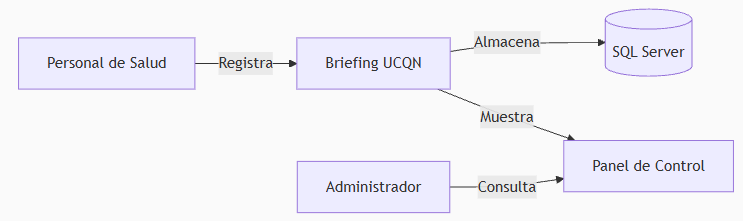 Personal de Salud
Registra
Briefing UCQN
Almacena
SQL Server
Muestra
Panel de Control
Administrador
Consulta